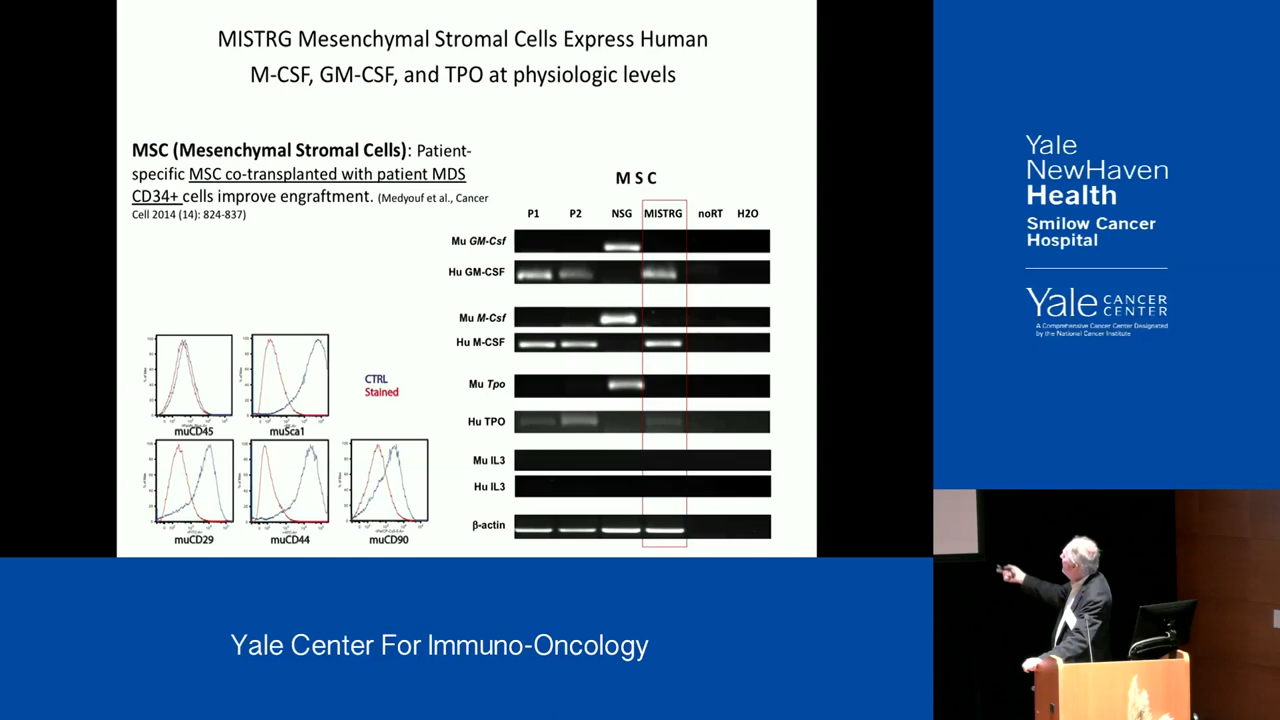 MISTRG Mesenchymal Stromal Cells Express Human
M-CSF, GM-CSF, and TPO at physiologic levels
MSC (Mesenchymal Stromal Cells): Patient-
specific MSC co-transplanted with patient MDS
CD34+ cells improve engraftment. (Medyouf et al., Cancer
Cell 2014 (14): 824-837)
M S C
P1 P2 NSG MISTRG noRT H2O
Mu GM-Csf
Hu GM-CSF
Mu M-Csf
Hu M-CSF
Mu Tpo
Hu TPO
Mu IL3
Hu IL3
β-actin
CTRL
Stained
muCD45 muSca1
muCD29 muCD44 muCD90
Yale
NewHaven
Health
Smilow Cancer
Hospital
Yale CANCER
CENTER
A Comprehensive Cancer Center Designated
by the National Cancer Institute
Yale Center For Immuno-Oncology